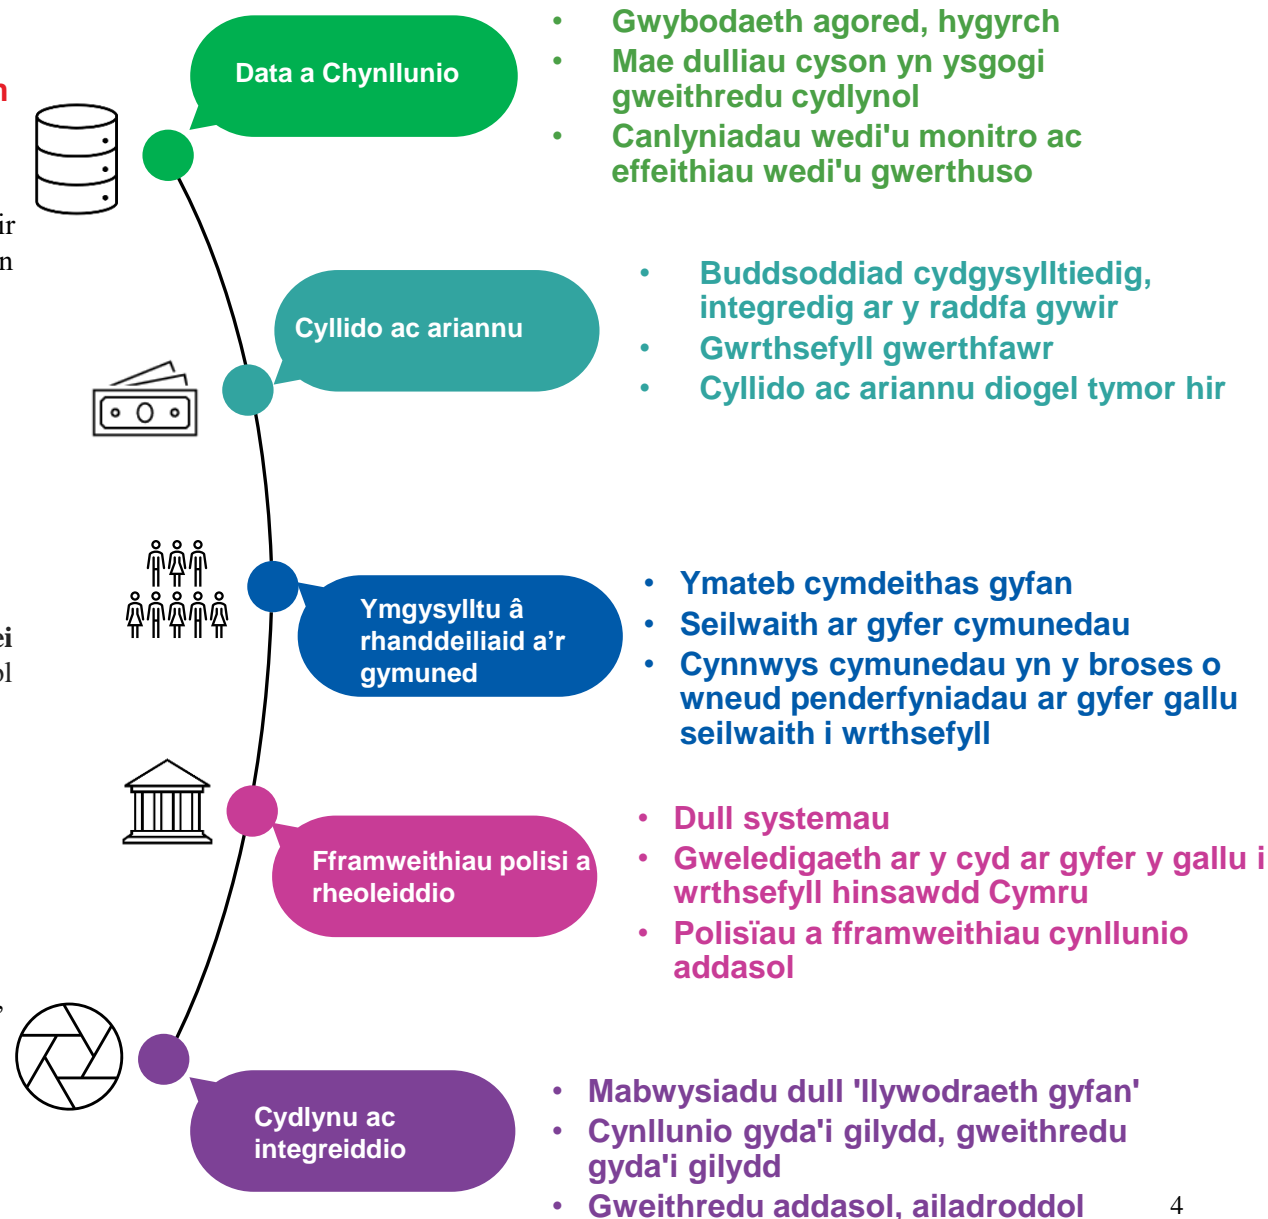 Data a Chynllunio
• Gwybodaeth agored, hygyrch
• Mae dulliau cyson yn ysgogi
gweithredu cydlynol
• Canlyniadau wedi'u monitro ac
effeithiau wedi'u gwerthuso
Cyllido ac ariannu
• Buddsoddiad cydgysylltiedig,
integredig ar y raddfa gywir
• Gwrthsefyll gwerthfawr
• Cyllido ac ariannu diogel tymor hir
Ymgysylltu â
rhanddeiliaid a’r
gymuned
• Ymateb cymdeithas gyfan
• Seilwaith ar gyfer cymunedau
• Cynnwys cymunedau yn y broses o
wneud penderfyniadau ar gyfer gallu
seilwaith i wrthsefyll
Fframweithiau polisi a
rheoleiddio
• Dull systemau
• Gweledigaeth ar y cyd ar gyfer y gallu i
wrthsefyll hinsawdd Cymru
• Polisïau a fframweithiau cynllunio
addasol
Cydlynu ac
integreiddio
• Mabwysiadu dull 'llywodraeth gyfan'
• Cynllunio gyda'i gilydd, gweithredu
gyda'i gilydd
• Gweithredu addasol, ailadroddol
4